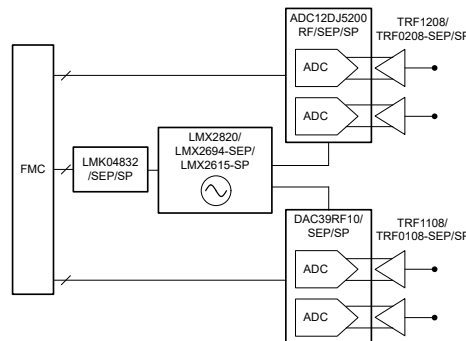 ADC12DJ5200
RF/SEP/SP
TRF1208/
TRF0208-SEP/SP
ADC
ADC
FMC
LMK04832
/SEP/SP
LMX2820/
LMX2694-SEP/
LMX2615-SP
DAC39RF10/
SEP/SP
TRF1108/
TRF0108-SEP/SP
ADC
ADC